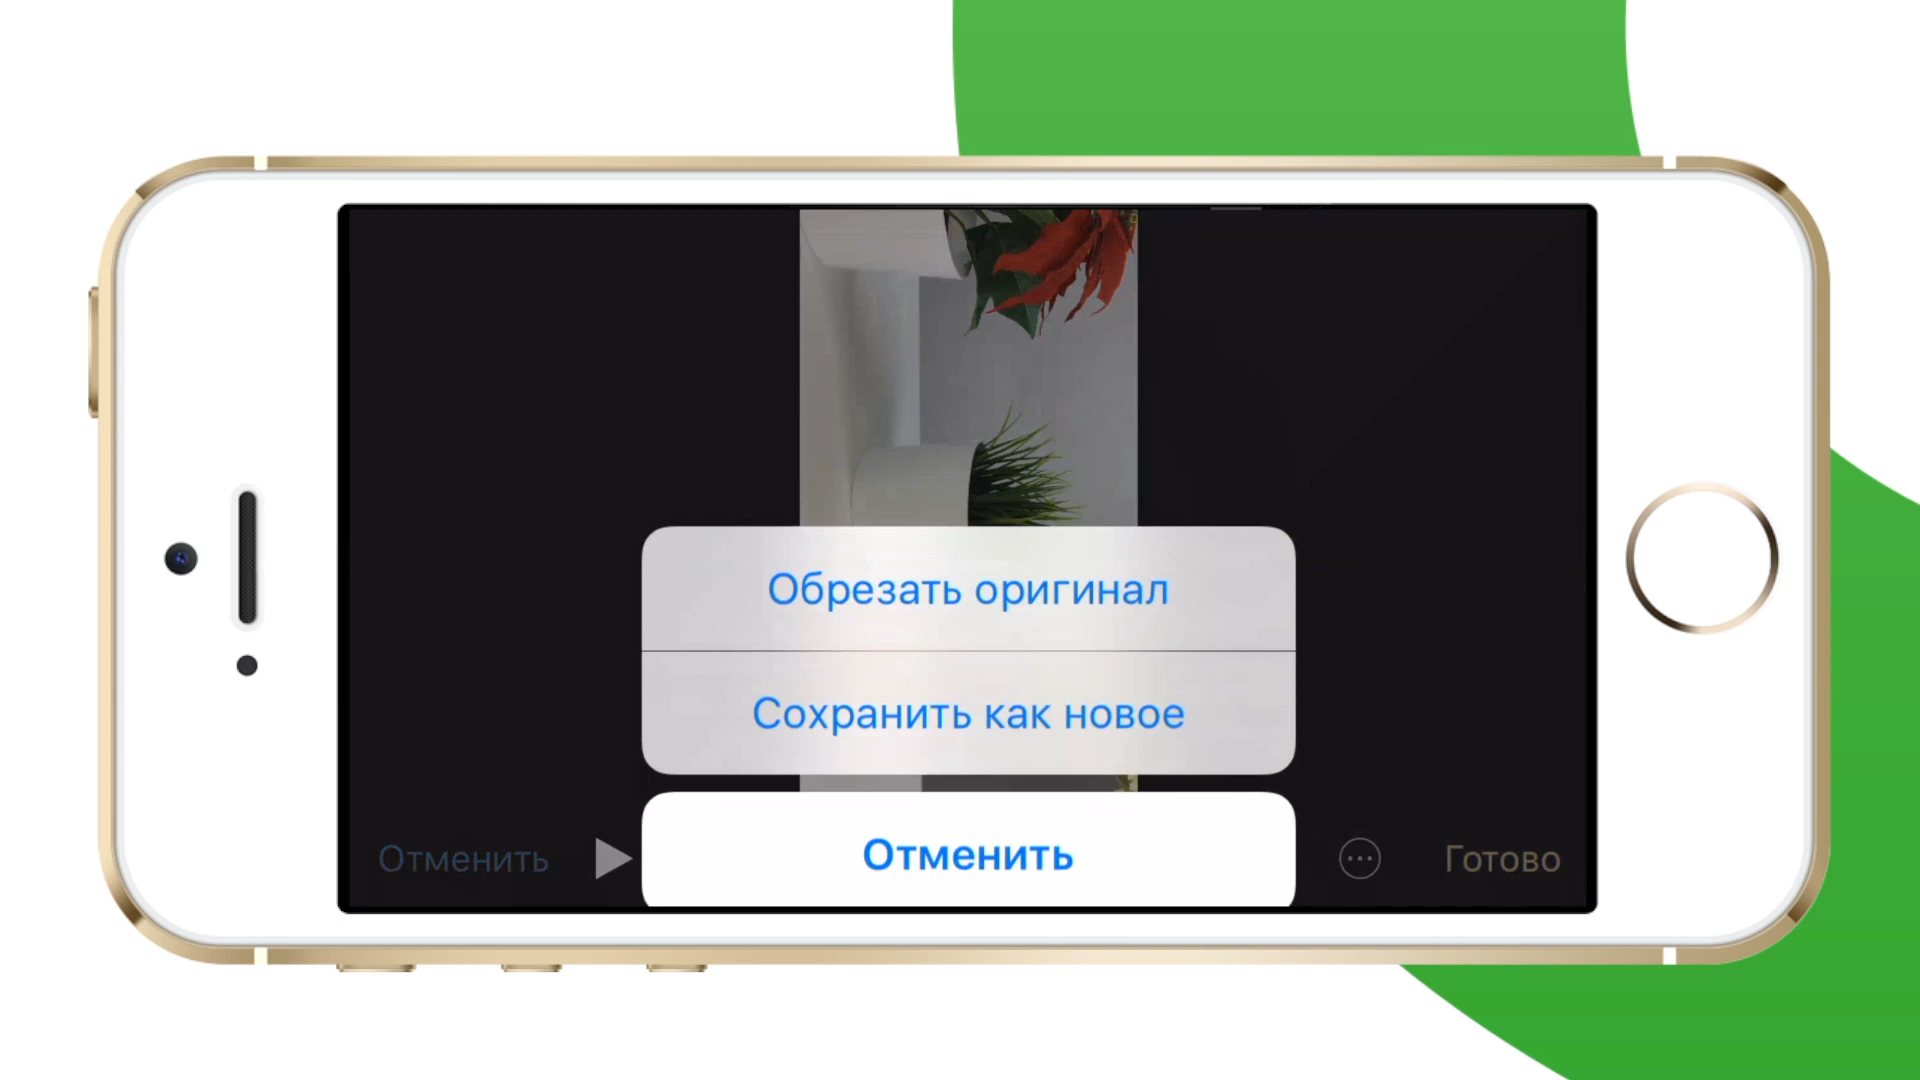 Обрезать оригинал
Сохранить как новое
Отменить
Отменить
Готово